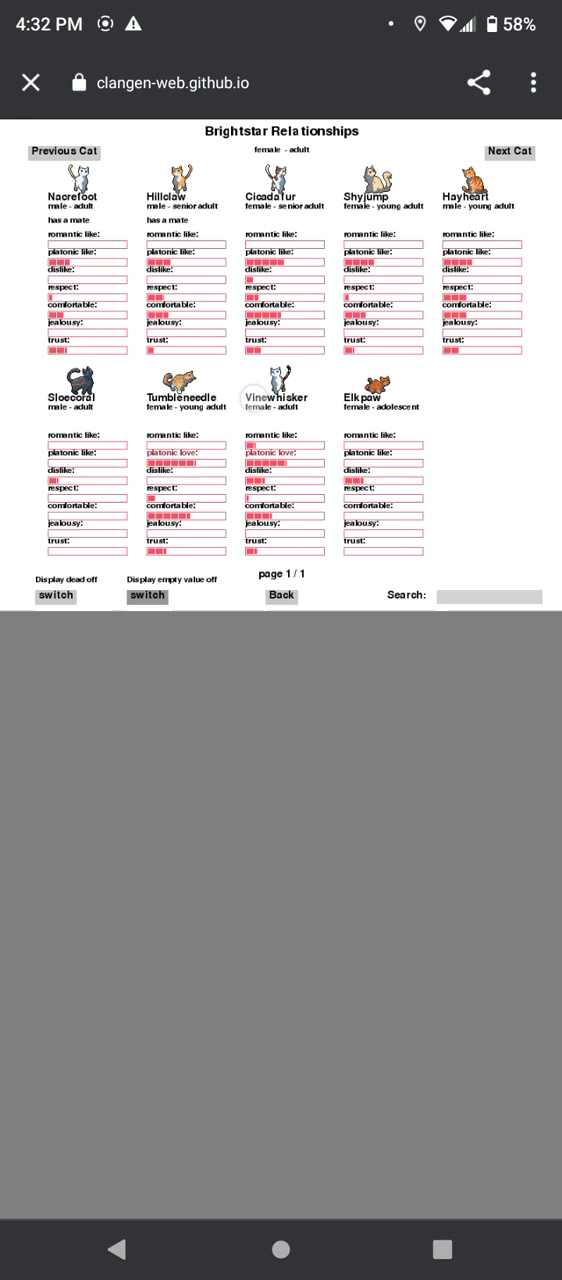 4:32 PM 58%
clangen-web.github.io
Brightstar Relationships
Previous Cat female - adult Next Cat
Nacrefoot Hillclaw Cicadafur Shyjump Hayheart
male - adult male - senior adult female - senior adult female - young adult male - young adult
has a mate has a mate
romantic like: romantic like: romantic like: romantic like: romantic like:
platonic like: platonic like: platonic like: platonic like: platonic like:
dislike: dislike: dislike: dislike: dislike:
respect: respect: respect: respect: respect:
comfortable: comfortable: comfortable: comfortable: comfortable:
jealousy: jealousy: jealousy: jealousy: jealousy:
trust: trust: trust: trust: trust:
Sloecoral Tumbleneedle Vinewhisker Elkpaw
male - adult female - young adult female - adult female - adolescent
romantic like: romantic like: romantic like: romantic like:
platonic like: platonic love: platonic love: platonic like:
dislike: dislike: dislike: dislike:
respect: respect: respect: respect:
comfortable: comfortable: comfortable: comfortable:
jealousy: jealousy: jealousy: jealousy:
trust: trust: trust: trust:
page 1 / 1
Display dead off Display empty value off
switch switch Back Search: